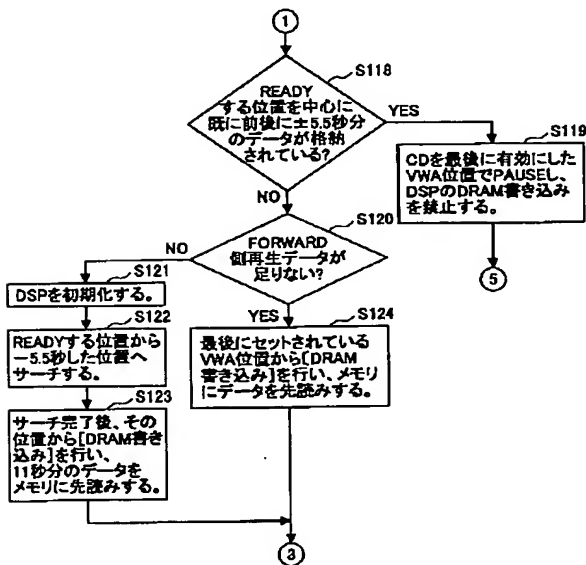 1
S118
READY
する位置を中心に
既に前後に±5.5秒分
のデータが格納
されている?
YES
S119
CDを最後に有効にした
VWA位置でPAUSEし、
DSPのDRAM書き込み
を禁止する。
5
NO
S120
FORWARD
側再生データが
足りない?
NO
S121
DSPを初期化する。
S122
READYする位置から
−5.5秒した位置へ
サーチする。
S123
サーチ完了後、その
位置から[DRAM書き
込み]を行い、
11秒分のデータを
メモリに先読みする。
YES
S124
最後にセットされている
VWA位置から[DRAM
書き込み]を行い、メモリ
にデータを先読みする。
3